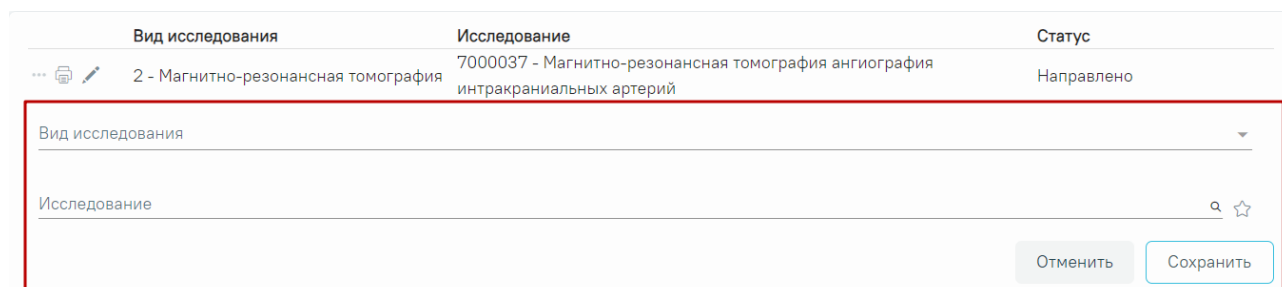 Вид исследования Исследование Статус
2 - Магнитно-резонансная томография 7000037 - Магнитно-резонансная томография ангиография интракраниальных артерий Направлено
Вид исследования
Исследование
Отменить Сохранить